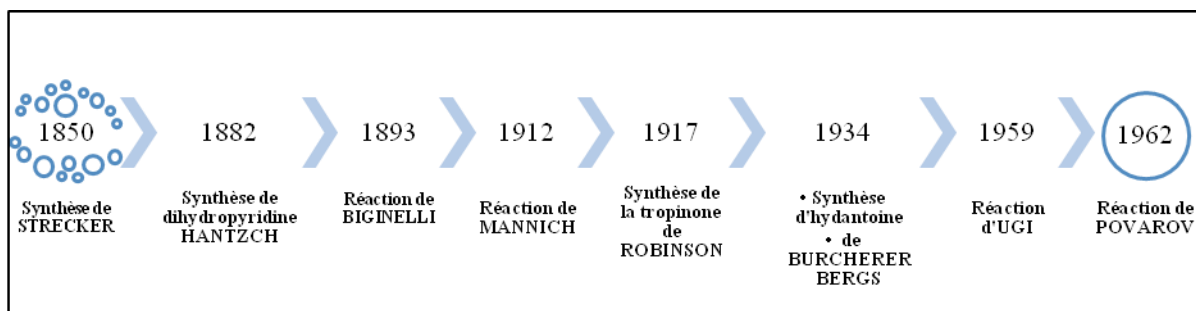 1850
Synthèse de
STRECKER
1882
Synthèse de
dihydropyridine
HANTZCH
1893
Réaction de
BIGINELLI
1912
Réaction de
MANNICH
1917
Synthèse de
la tropinone
de
ROBINSON
1934
• Synthèse
d'hydantoine
• de
BURCHERER
BERGS
1959
Réaction
d'UGI
1962
Réaction de
POVAROV